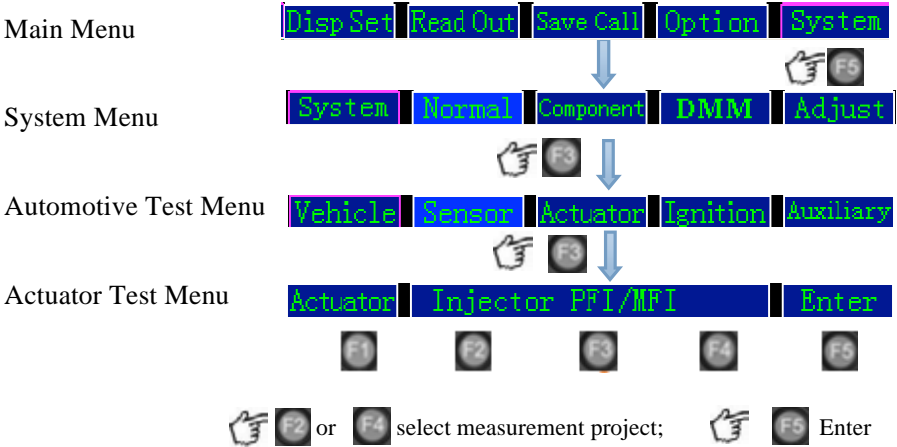 Main Menu Disp Set Read Out Save Call Option System
F5
System Menu System Normal Component DMM Adjust
F3
Automotive Test Menu Vehicle Sensor Actuator Ignition Auxiliary
F3
Actuator Test Menu Actuator Injector PFI/MFI Enter
F1 F2 F3 F4 F5
F2 or F4 select measurement project; F5 Enter